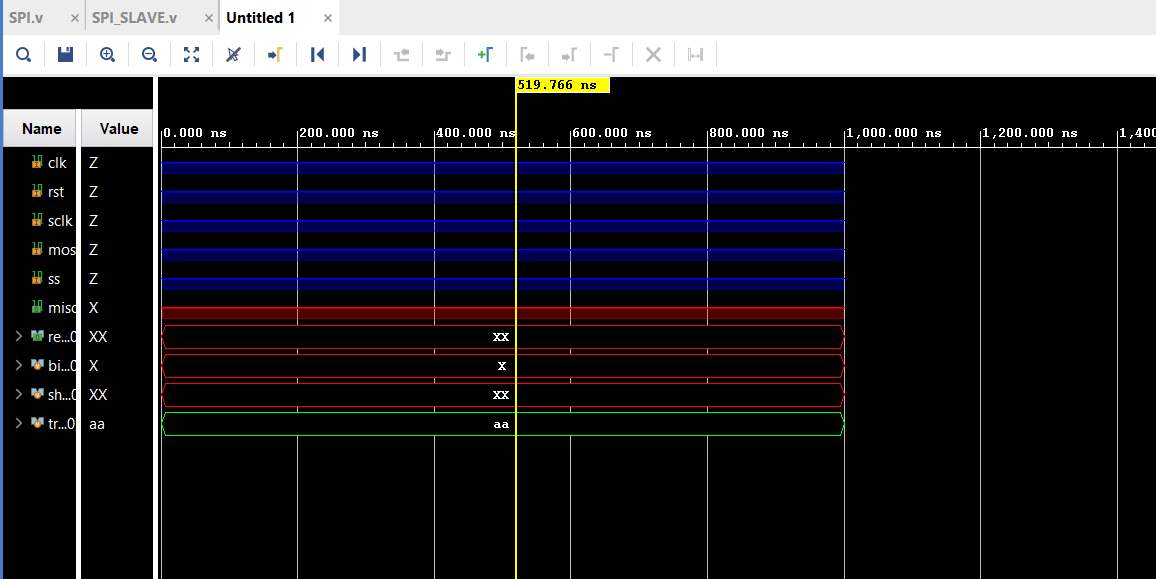 SPI.v × SPI_SLAVE.v × Untitled 1 ×
519.766 ns
Name Value
0.000 ns 200.000 ns 400.000 ns 600.000 ns 800.000 ns 1,000.000 ns 1,200.000 ns 1,400
clk Z
rst Z
sclk Z
mos Z
ss Z
misc X
re...0 XX XX
bi...0 X X
sh...0 XX XX
tr...0 aa aa